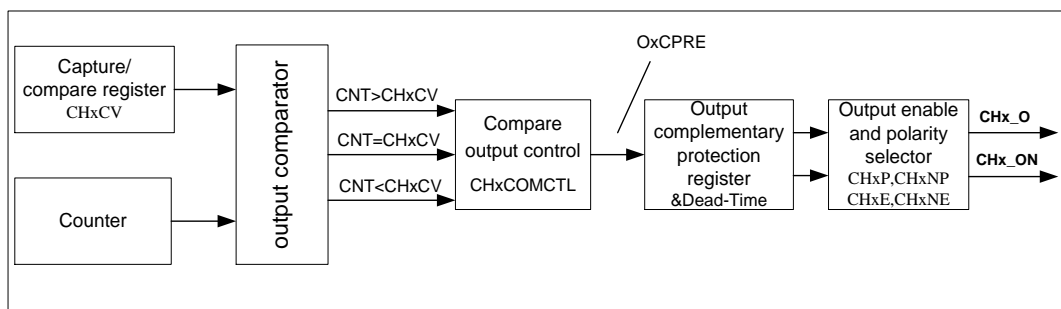 OxCPRE
Capture/
compare register
CHxCV
Counter
output comparator
CNT>CHxCV
CNT=CHxCV
CNT<CHxCV
Compare
output control
CHxCOMCTL
Output
complementary
protection
register
&Dead-Time
Output enable
and polarity
selector
CHxP,CHxNP
CHxE,CHxNE
CHx_O
CHx_ON